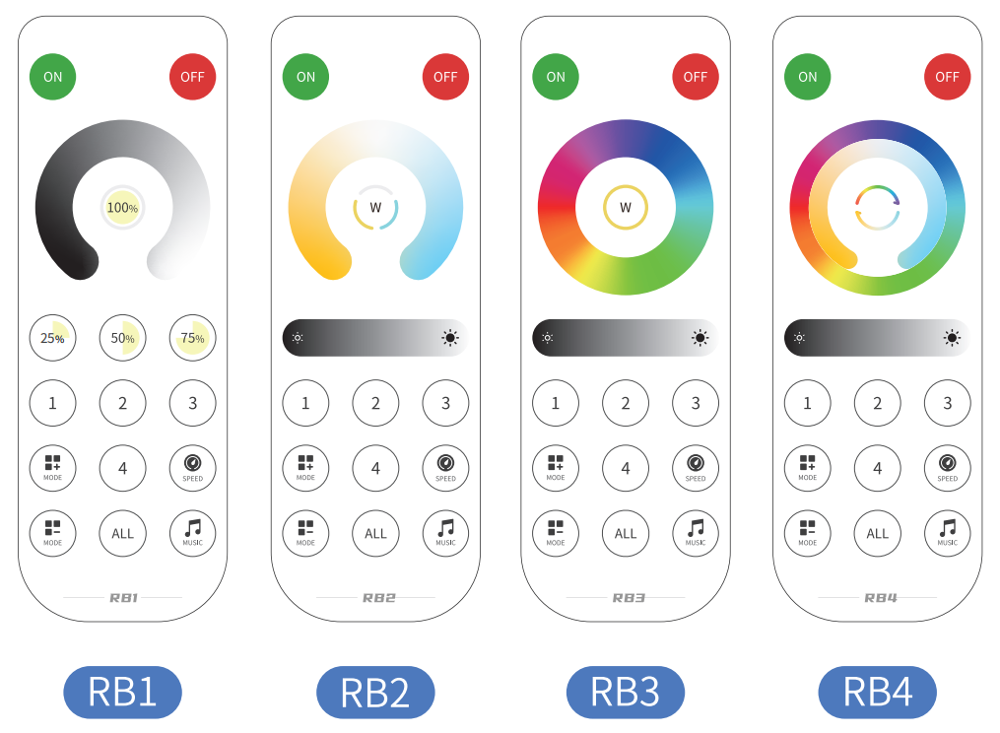 ON OFF
100%
25% 50% 75%
1 2 3
MODE 4 SPEED
MODE ALL MUSIC
RB1
RB1
ON OFF
W
1 2 3
MODE 4 SPEED
MODE ALL MUSIC
RB2
RB2
ON OFF
W
1 2 3
MODE 4 SPEED
MODE ALL MUSIC
RB3
RB3
ON OFF
1 2 3
MODE 4 SPEED
MODE ALL MUSIC
RB4
RB4